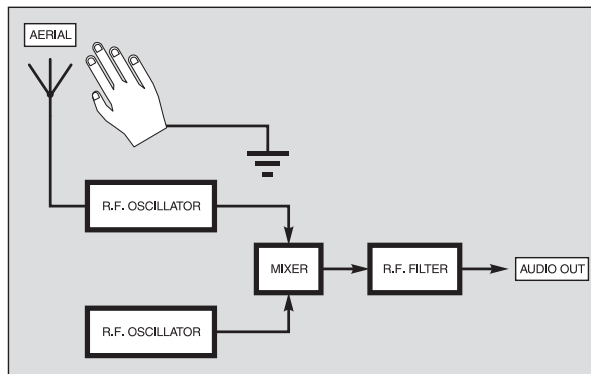 AERIAL
R.F. OSCILLATOR
MIXER
R.F. FILTER
AUDIO OUT
R.F. OSCILLATOR